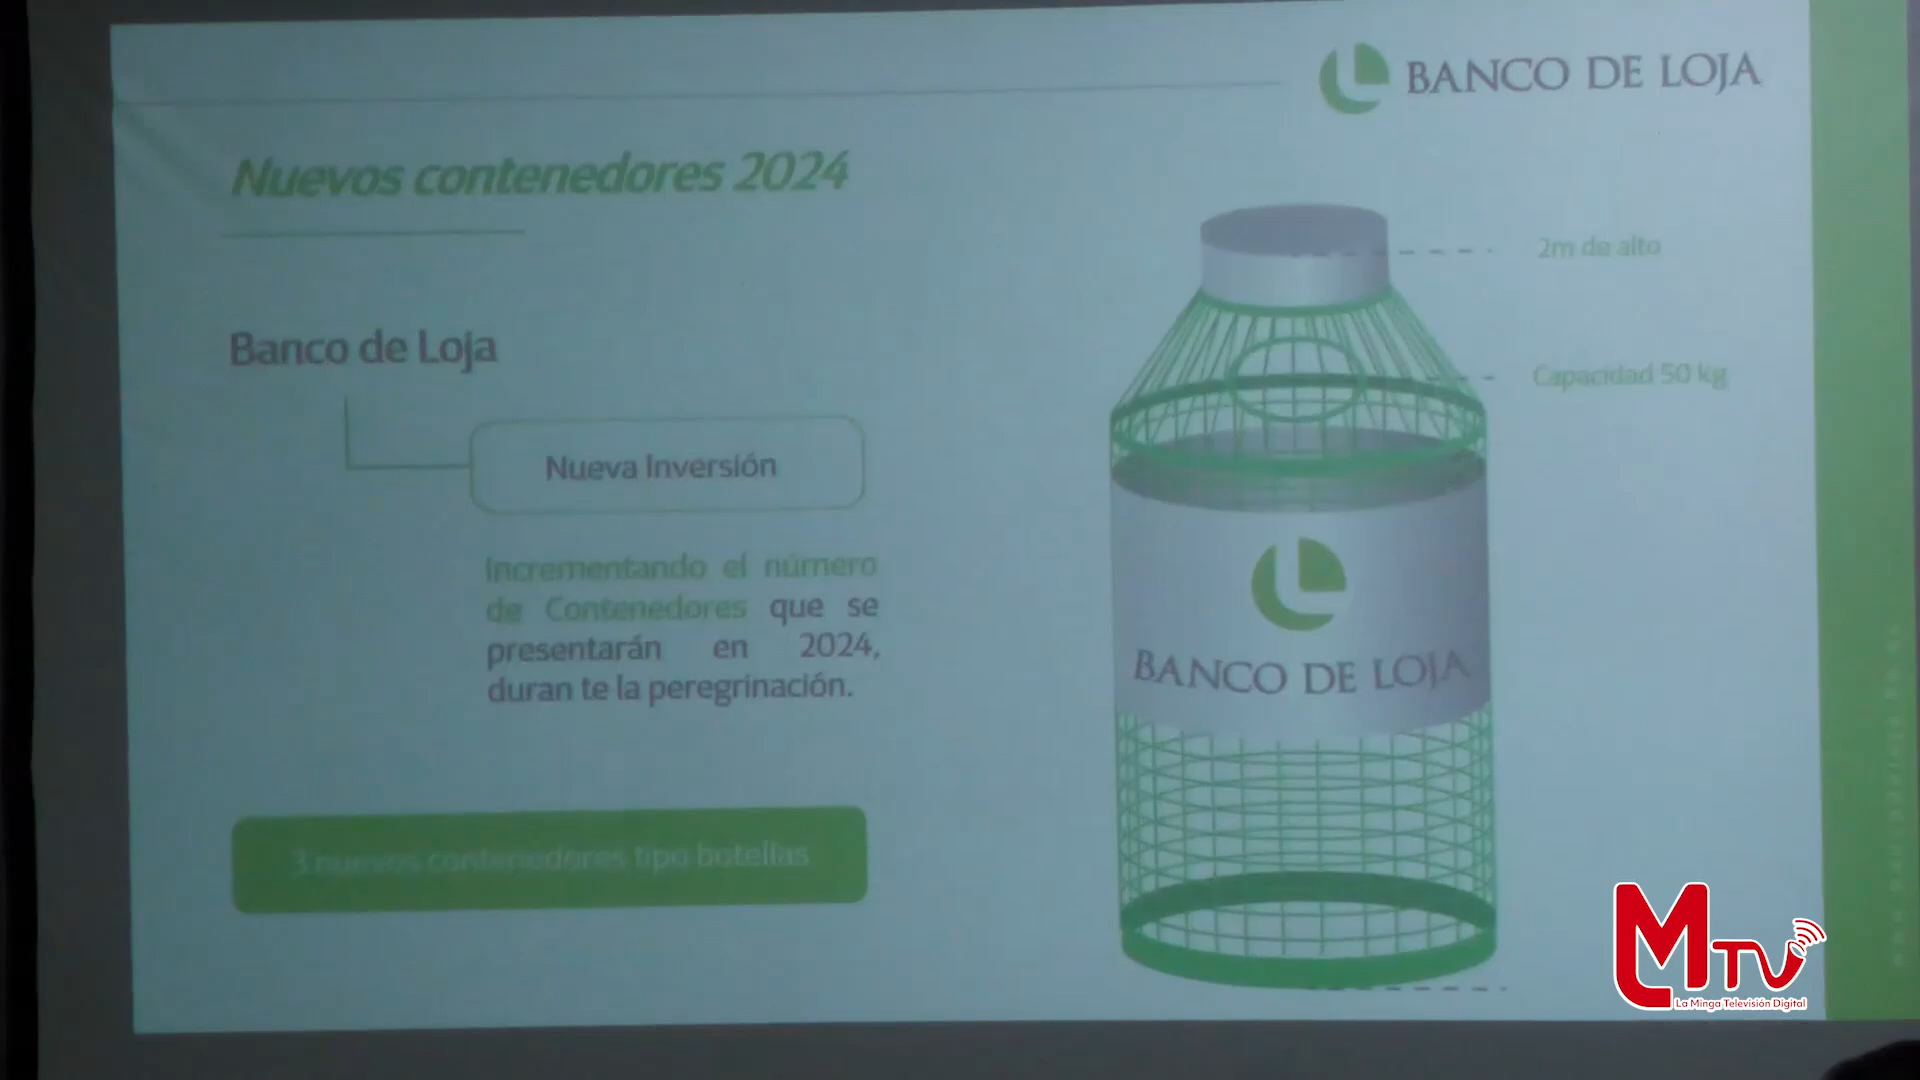 BANCO DE LOJA
Nuevos contenedores 2024
2m de alto
Banco de Loja
Capacidad 50 kg
Nueva Inversión
Incrementando el número
de Contenedores que se
presentarán en 2024,
duran te la peregrinación.
BANCO DE LOJA
3 nuevos contenedores tipo botellas
MTV
La Minga Televisión Digital